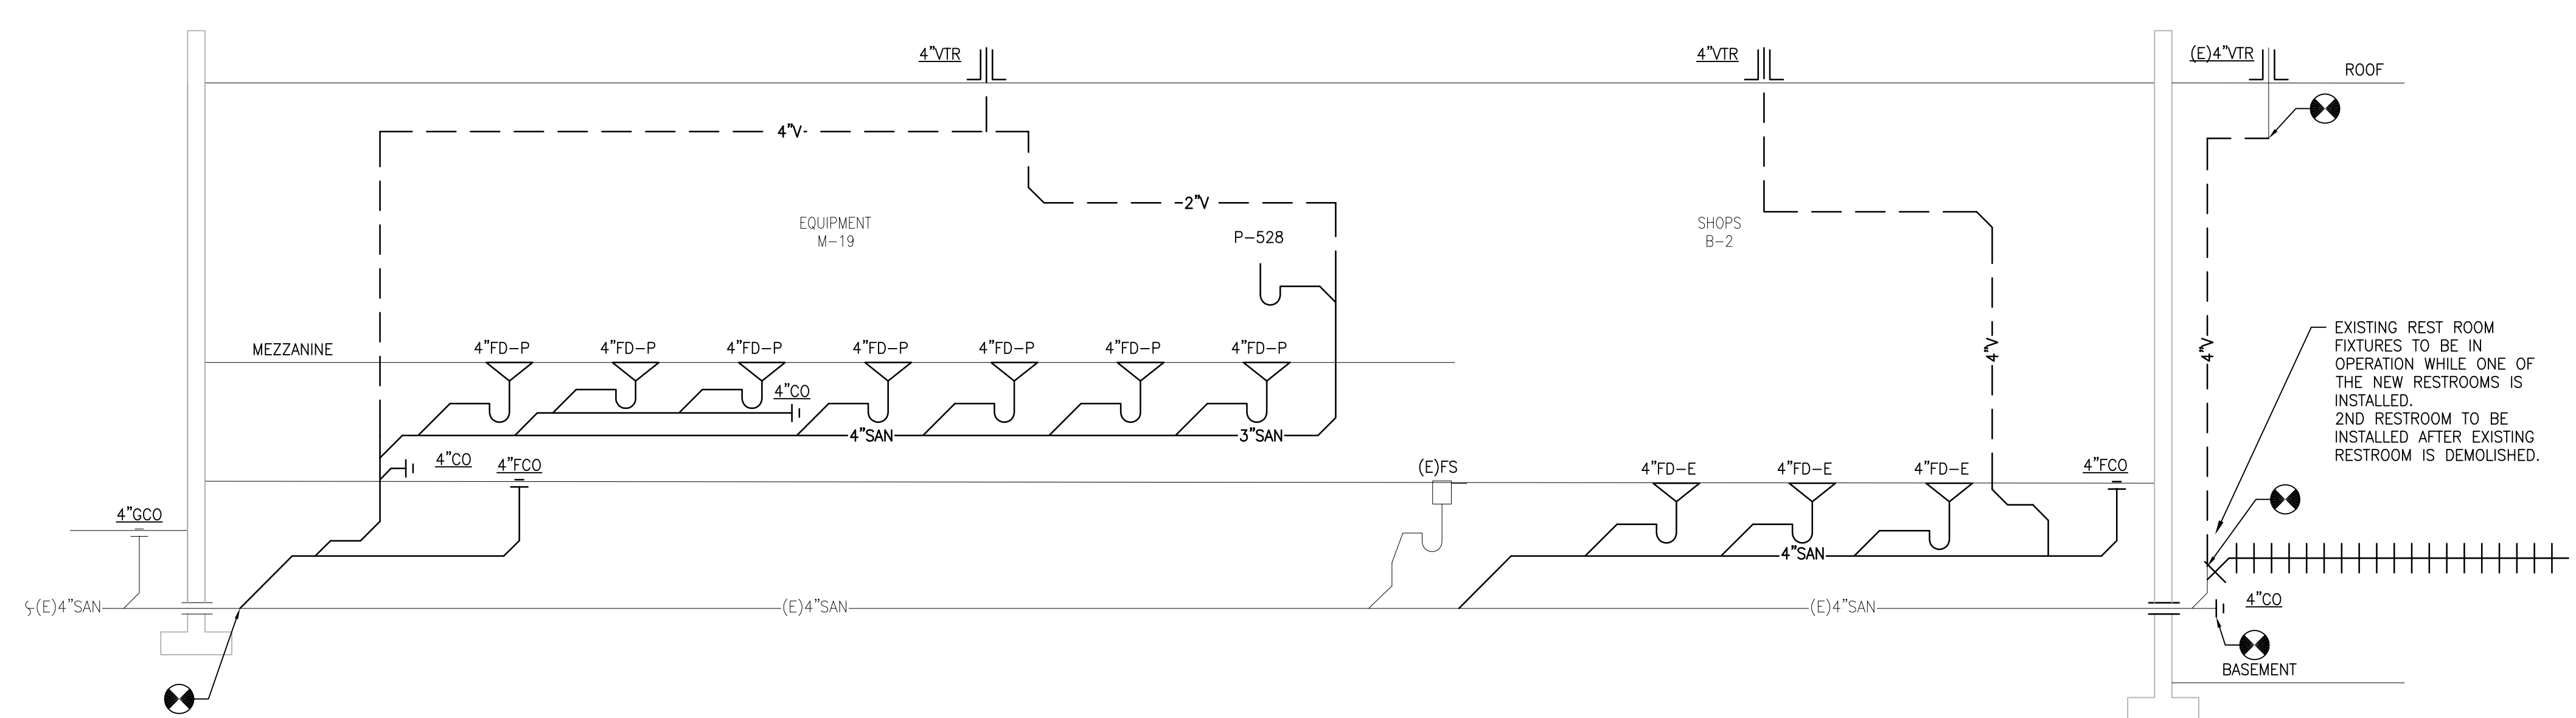 4"VTR
4"VTR
(E)4"VTR
ROOF
4"V
2"V
EQUIPMENT
M-19
SHOPS
B-2
P-528
4"V
4"V
EXISTING REST ROOM
FIXTURES TO BE IN
OPERATION WHILE ONE OF
THE NEW RESTROOMS IS
INSTALLED.
2ND RESTROOM TO BE
INSTALLED AFTER EXISTING
RESTROOM IS DEMOLISHED.
MEZZANINE
4"FD-P
4"FD-P
4"FD-P
4"FD-P
4"FD-P
4"FD-P
4"FD-P
4"CO
4"SAN
3"SAN
4"CO
4"FCO
(E)FS
4"FD-E
4"FD-E
4"FD-E
4"FCO
4"GCO
4"SAN
(E)4"SAN
(E)4"SAN
(E)4"SAN
4"CO
BASEMENT